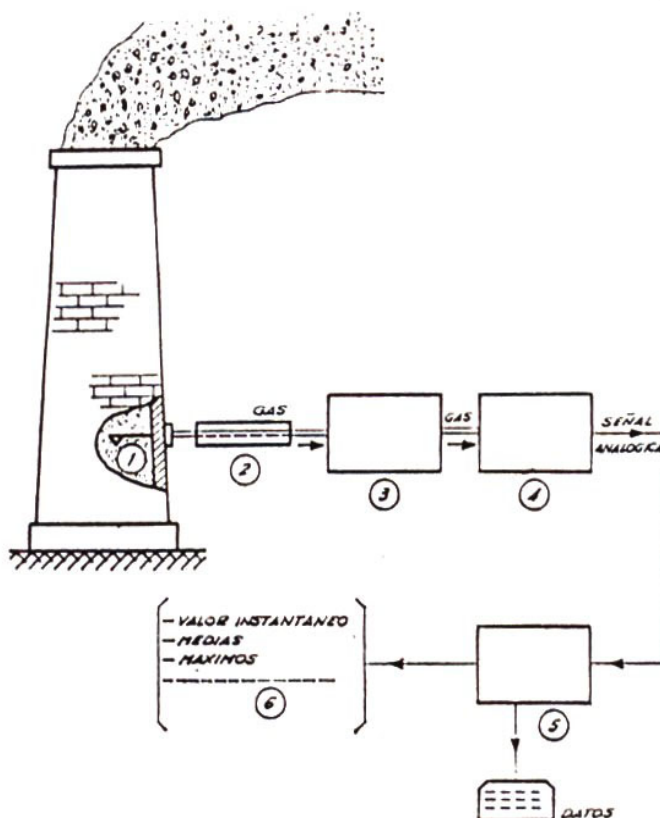 GAS
GAS
SEÑAL
ANALOGICA
1
2
3
4
- VALOR INSTANTANEO
- MEDIAS
- MAXIMOS
6
5
DATOS